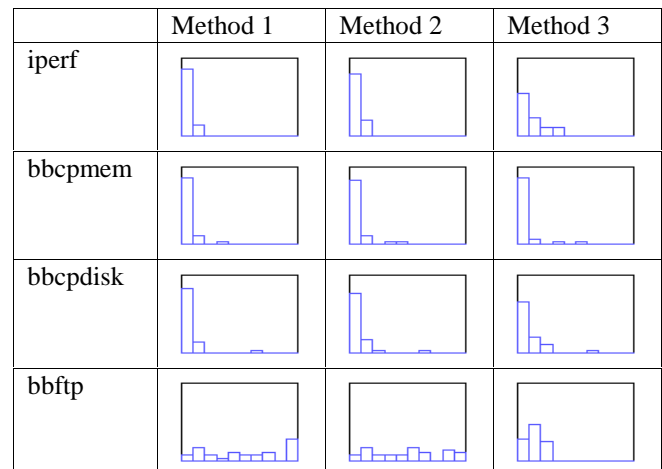 Method 1 Method 2 Method 3
iperf
bbcpmem
bbcpdisk
bbftp